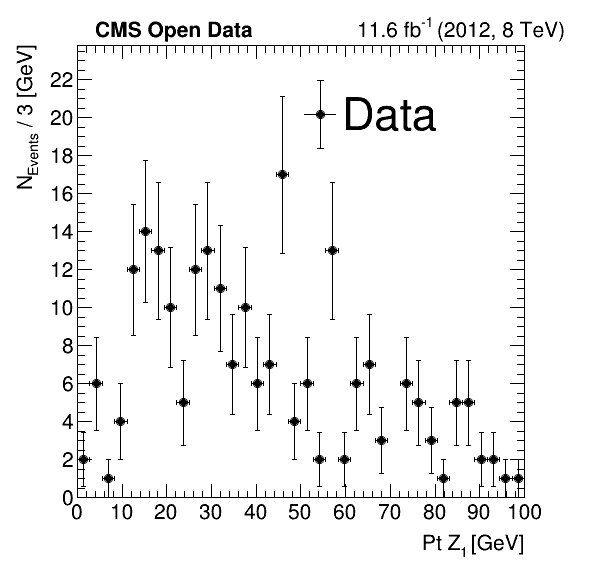 CMS Open Data
11.6 fb⁻¹ (2012, 8 TeV)
N_Events / 3 [GeV]
22
20
18
16
14
12
10
8
6
4
2
0
Data
0 10 20 30 40 50 60 70 80 90 100
Pt Z₁ [GeV]